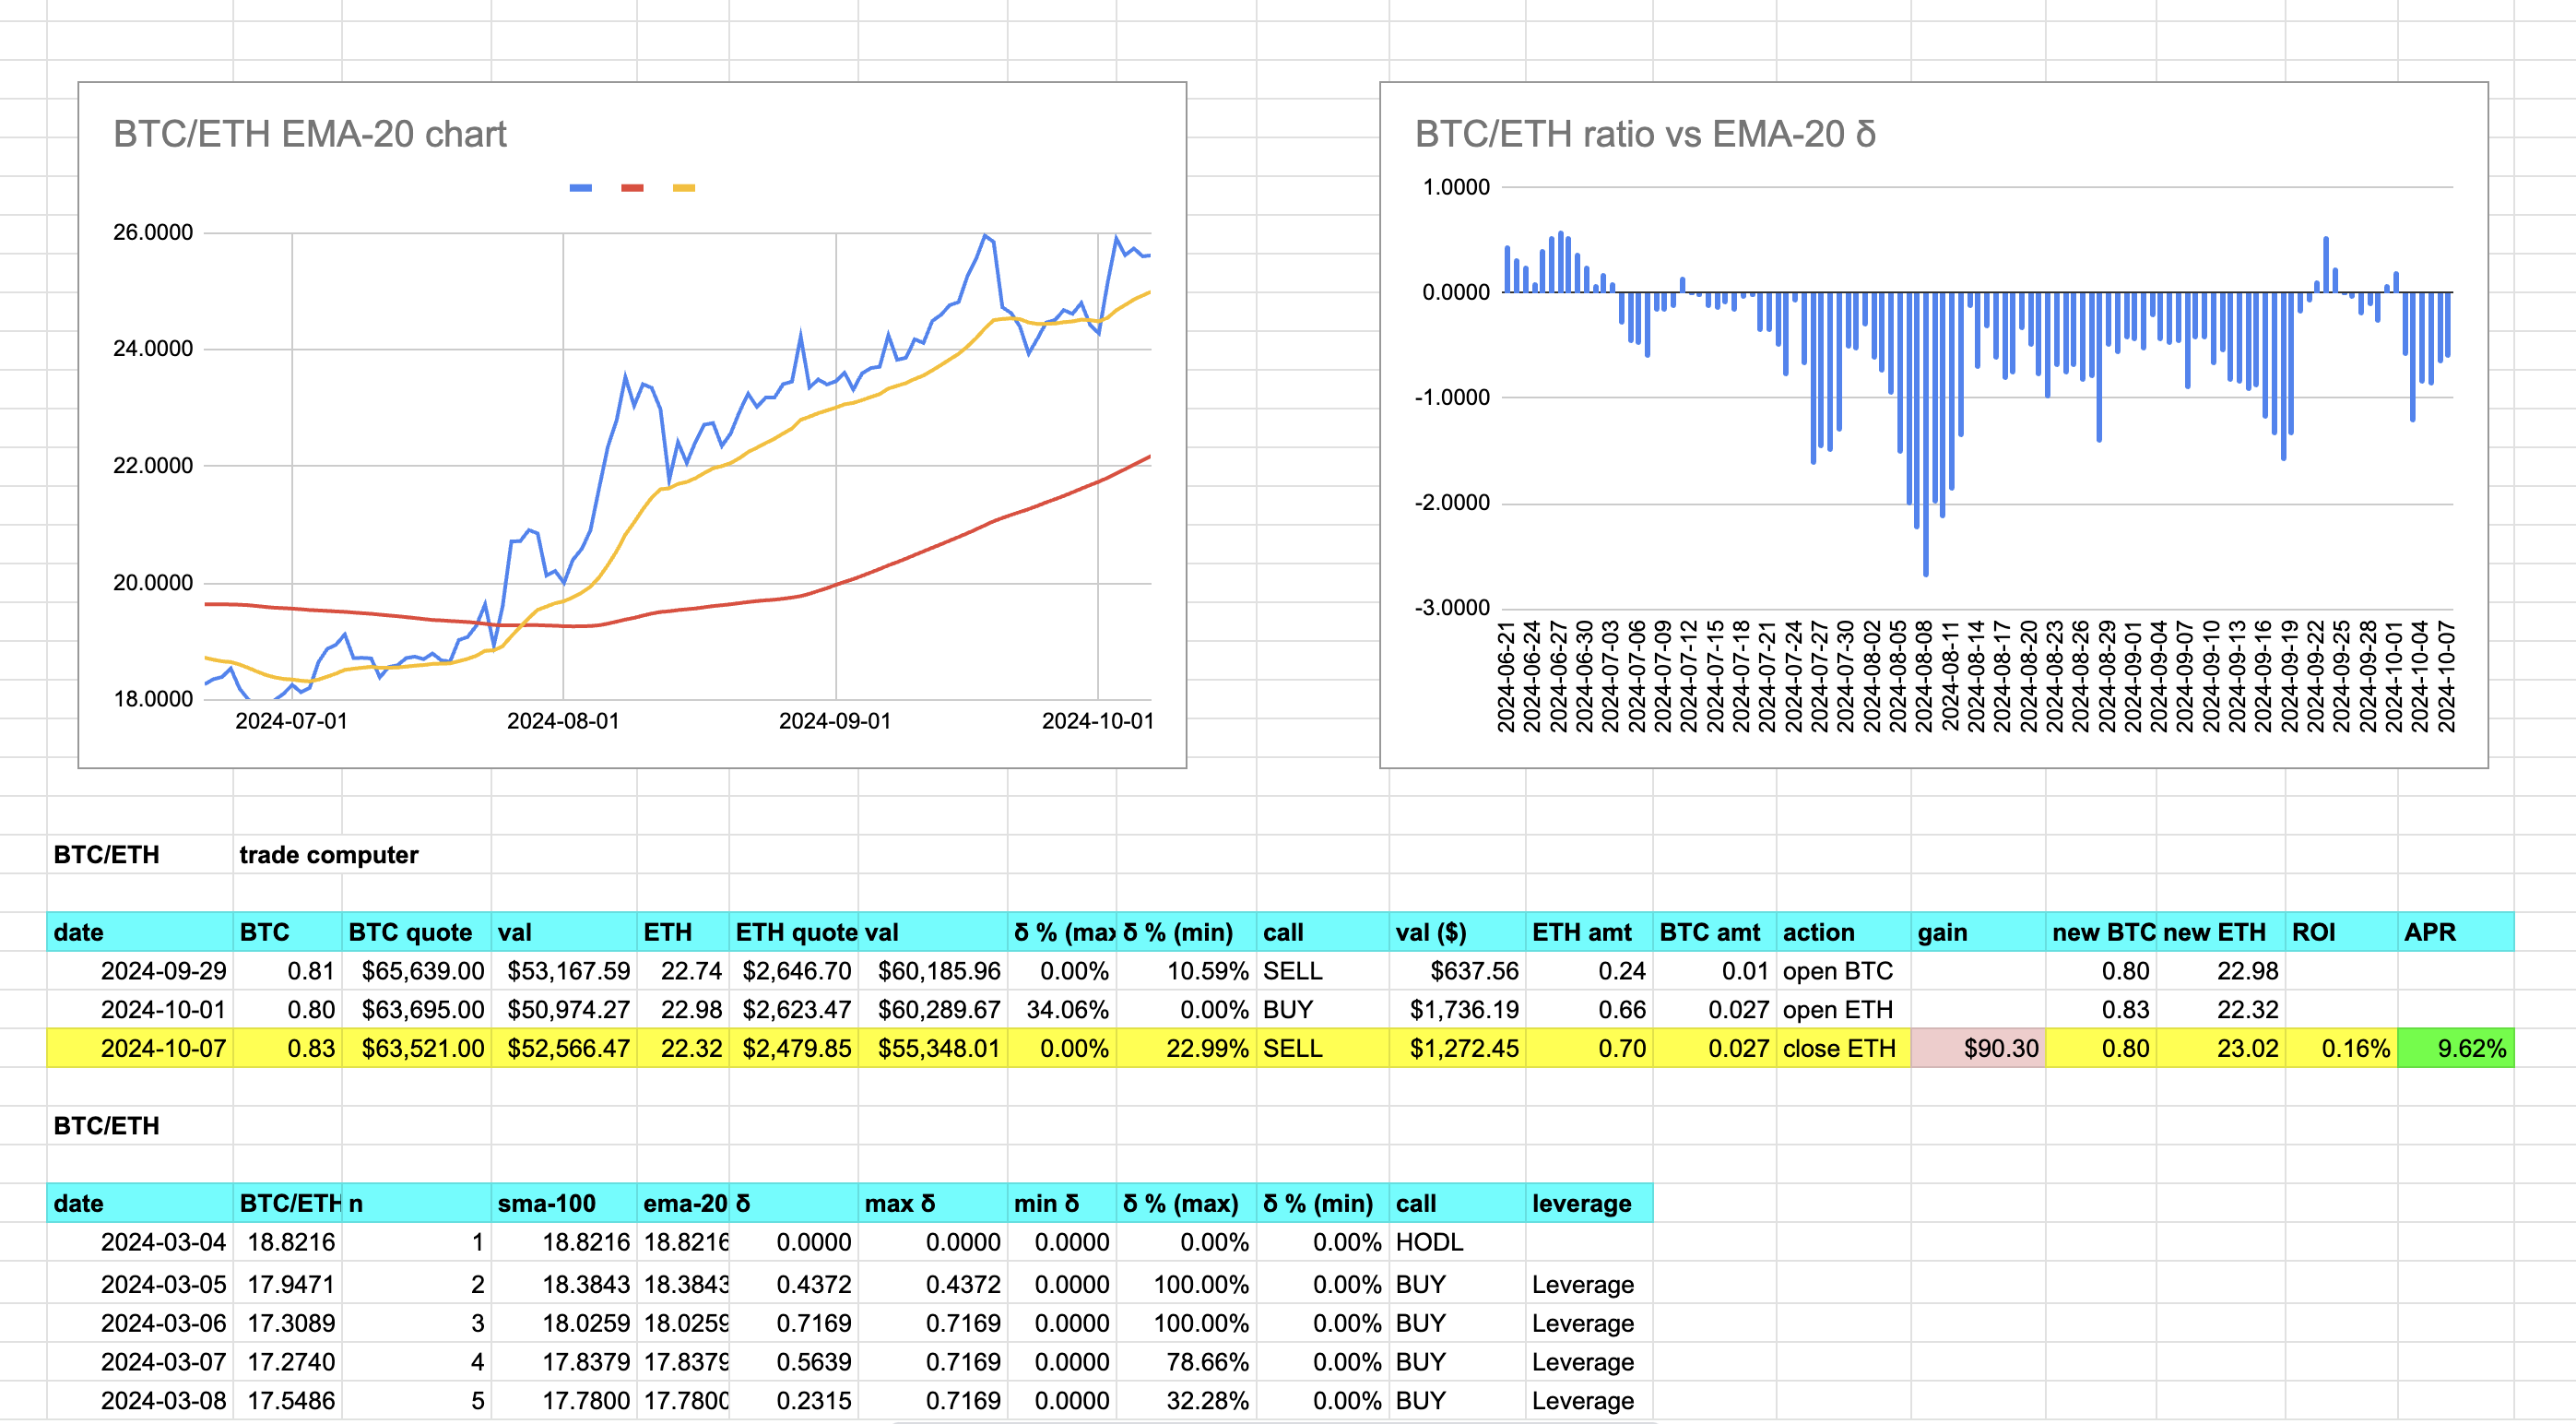 BTC/ETH EMA-20 chart
26.0000
24.0000
22.0000
20.0000
18.0000
2024-07-01 2024-08-01 2024-09-01 2024-10-01
BTC/ETH ratio vs EMA-20 δ
1.0000
0.0000
-1.0000
-2.0000
-3.0000
2024-06-21 2024-06-24 2024-06-27 2024-06-30 2024-07-03 2024-07-06 2024-07-09 2024-07-12 2024-07-15 2024-07-18 2024-07-21 2024-07-24 2024-07-27 2024-07-30 2024-08-02 2024-08-05 2024-08-08 2024-08-11 2024-08-14 2024-08-17 2024-08-20 2024-08-23 2024-08-26 2024-08-29 2024-09-01 2024-09-04 2024-09-07 2024-09-10 2024-09-13 2024-09-16 2024-09-19 2024-09-22 2024-09-25 2024-09-28 2024-10-01 2024-10-04 2024-10-07
BTC/ETH trade computer
date BTC BTC quote val ETH ETH quote val δ % (max δ % (min) call val ($) ETH amt BTC amt action gain new BTC new ETH ROI APR
2024-09-29 0.81 $65,639.00 $53,167.59 22.74 $2,646.70 $60,185.96 0.00% 10.59% SELL $637.56 0.24 0.01 open BTC 0.80 22.98
2024-10-01 0.80 $63,695.00 $50,974.27 22.98 $2,623.47 $60,289.67 34.06% 0.00% BUY $1,736.19 0.66 0.027 open ETH 0.83 22.32
2024-10-07 0.83 $63,521.00 $52,566.47 22.32 $2,479.85 $55,348.01 0.00% 22.99% SELL $1,272.45 0.70 0.027 close ETH $90.30 0.80 23.02 0.16% 9.62%
BTC/ETH
date BTC/ETH n sma-100 ema-20 δ max δ min δ δ % (max) δ % (min) call leverage
2024-03-04 18.8216 1 18.8216 18.8216 0.0000 0.0000 0.0000 0.00% 0.00% HODL
2024-03-05 17.9471 2 18.3843 18.3843 0.4372 0.4372 0.0000 100.00% 0.00% BUY Leverage
2024-03-06 17.3089 3 18.0259 18.0259 0.7169 0.7169 0.0000 100.00% 0.00% BUY Leverage
2024-03-07 17.2740 4 17.8379 17.8379 0.5639 0.7169 0.0000 78.66% 0.00% BUY Leverage
2024-03-08 17.5486 5 17.7800 17.7800 0.2315 0.7169 0.0000 32.28% 0.00% BUY Leverage